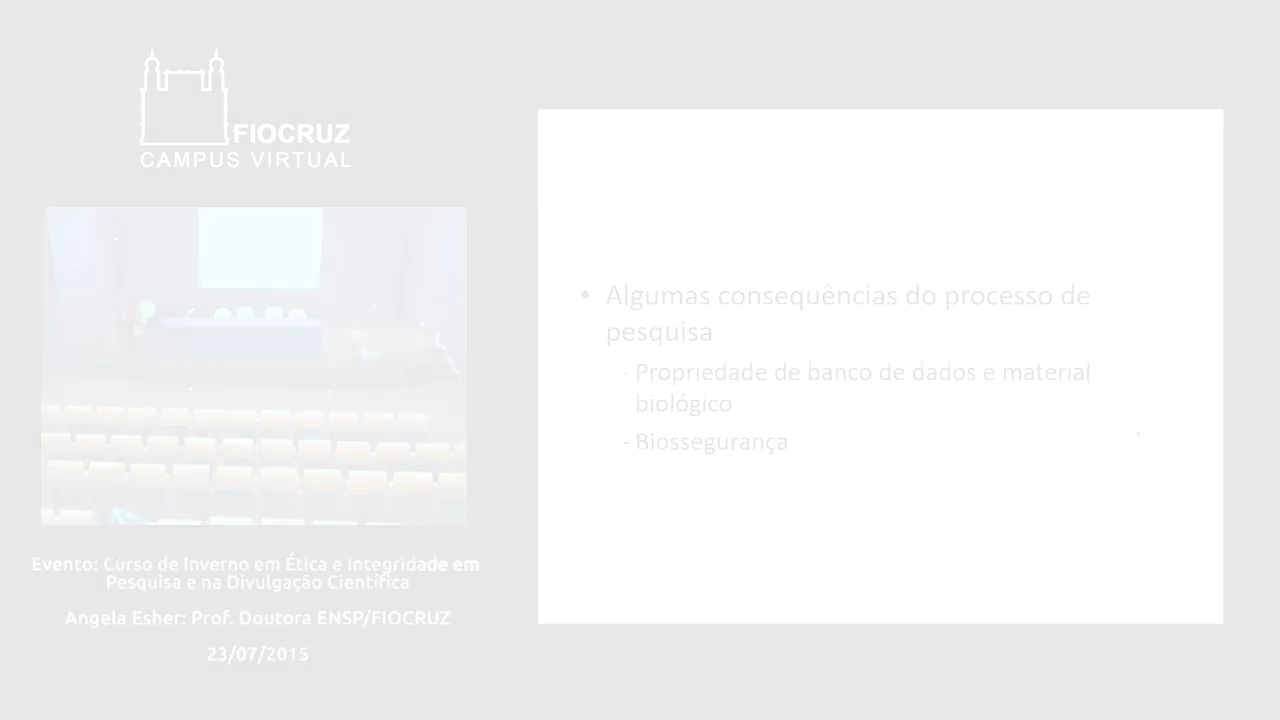 FIOCRUZ
CAMPUS VIRTUAL
• Algumas consequências do processo de
pesquisa
- Propriedade de banco de dados e material
biológico
- Biossegurança
Evento: Curso de Inverno em Ética e Integridade em
Pesquisa e na Divulgação Científica
Angela Esher: Prof. Doutora ENSP/FIOCRUZ
23/07/2015